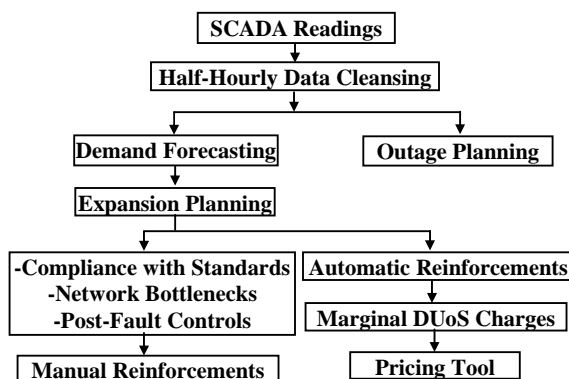 SCADA Readings
Half-Hourly Data Cleansing
Demand Forecasting
Outage Planning
Expansion Planning
-Compliance with Standards
-Network Bottlenecks
-Post-Fault Controls
Manual Reinforcements
Automatic Reinforcements
Marginal DUoS Charges
Pricing Tool